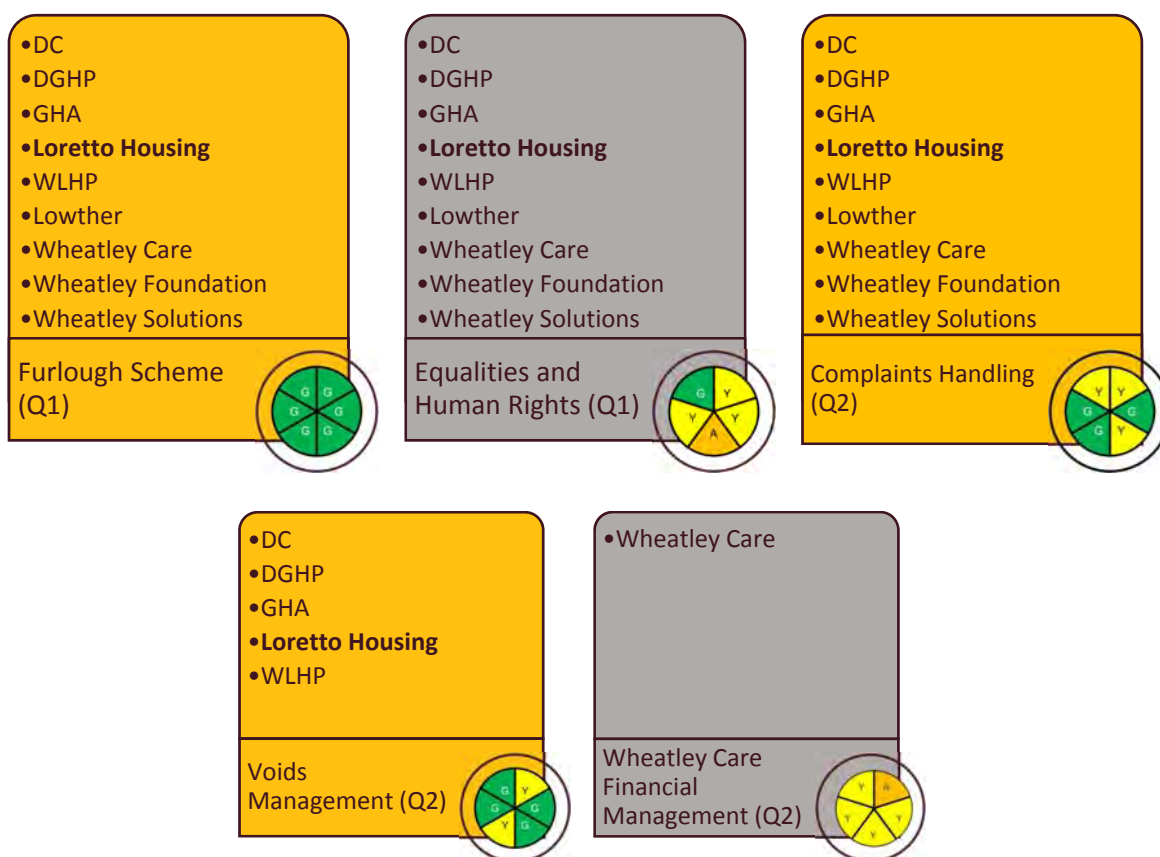 •DC
•DGHP
•GHA
•Loretto Housing
•WLHP
•Lowther
•Wheatley Care
•Wheatley Foundation
•Wheatley Solutions
Furlough Scheme
(Q1)
G G
G G
G G
•DC
•DGHP
•GHA
•Loretto Housing
•WLHP
•Lowther
•Wheatley Care
•Wheatley Foundation
•Wheatley Solutions
Equalities and
Human Rights (Q1)
G Y
Y Y
A
•DC
•DGHP
•GHA
•Loretto Housing
•WLHP
•Lowther
•Wheatley Care
•Wheatley Foundation
•Wheatley Solutions
Complaints Handling
(Q2)
Y Y
G G
G Y
•DC
•DGHP
•GHA
•Loretto Housing
•WLHP
Voids
Management (Q2)
G Y
G G
Y G
•Wheatley Care
Wheatley Care
Financial
Management (Q2)
Y A
Y Y
Y